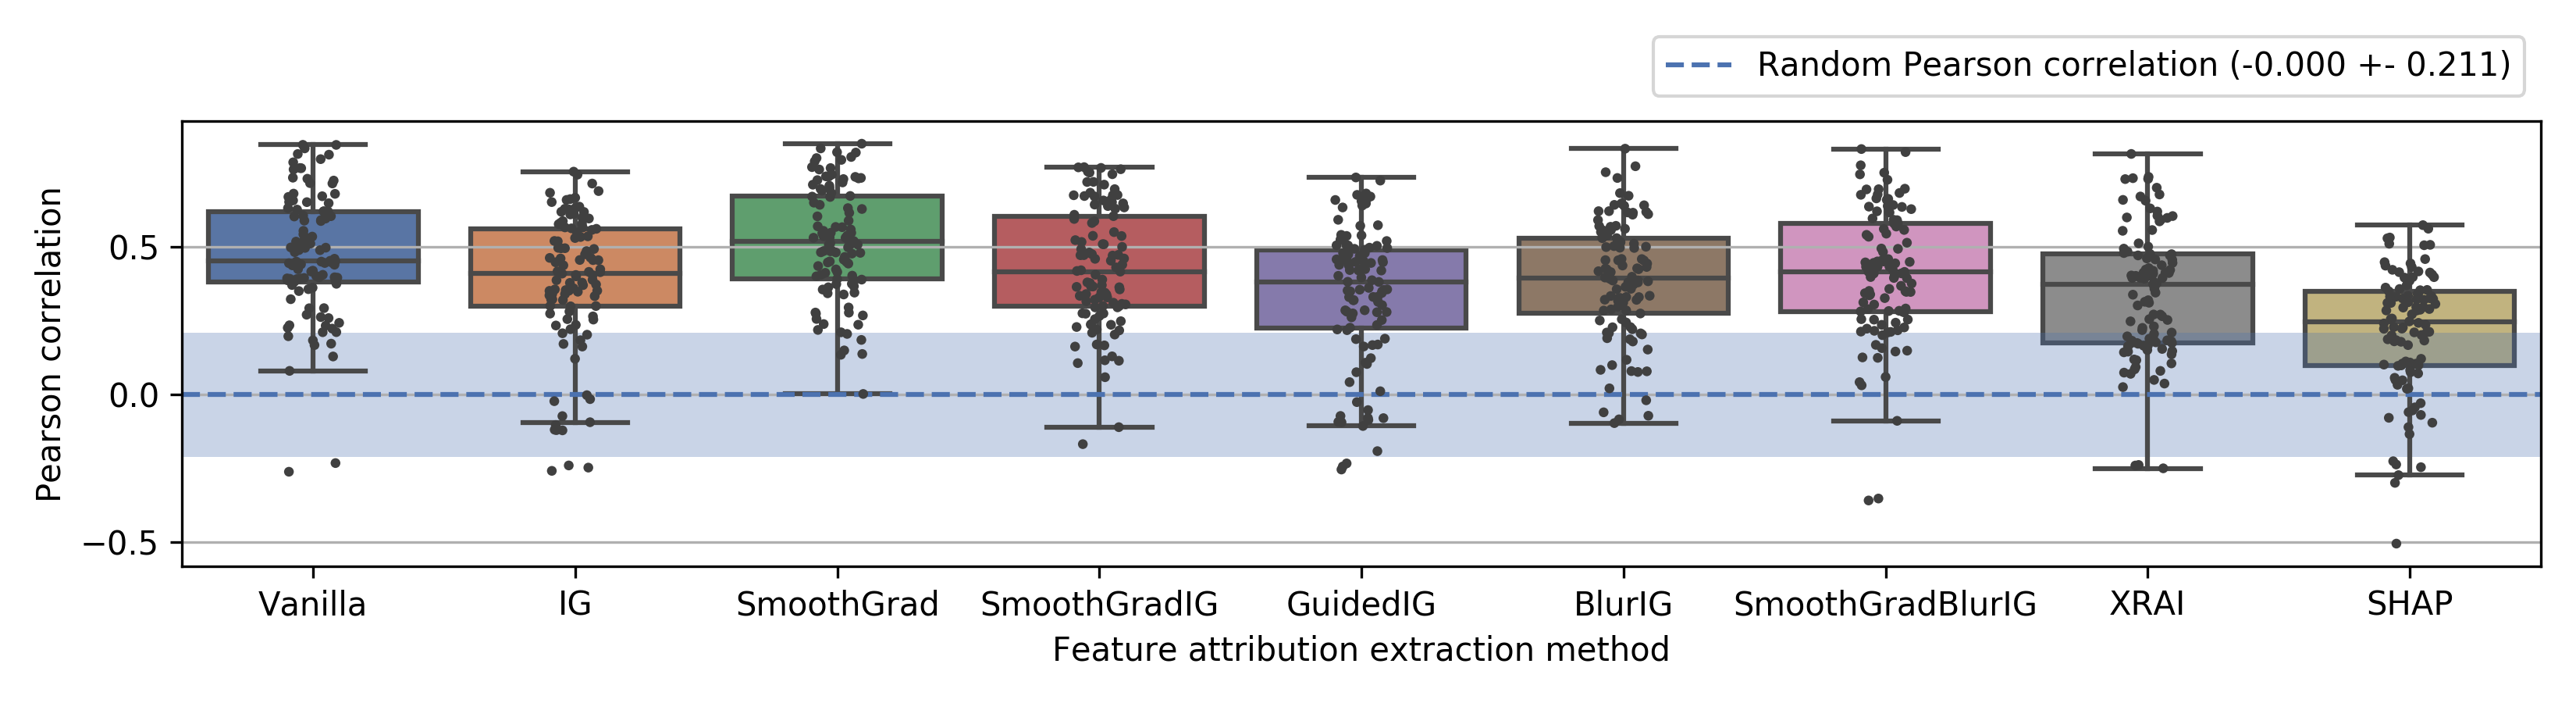 Random Pearson correlation (-0.000 +- 0.211)
Pearson correlation
0.5
0.0
−0.5
Vanilla IG SmoothGrad SmoothGradIG GuidedIG BlurIG SmoothGradBlurIG XRAI SHAP
Feature attribution extraction method